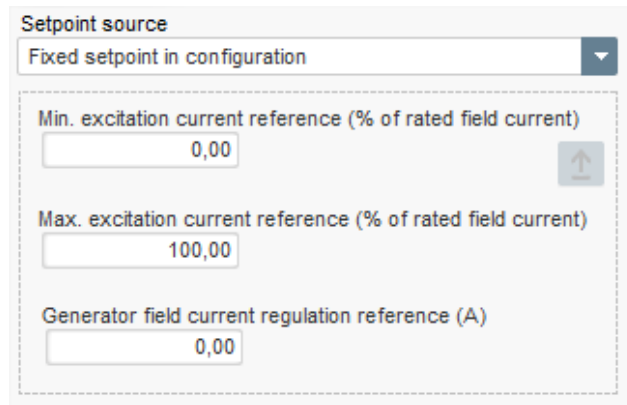 Setpoint source
Fixed setpoint in configuration
Min. excitation current reference (% of rated field current)
0,00
Max. excitation current reference (% of rated field current)
100,00
Generator field current regulation reference (A)
0,00